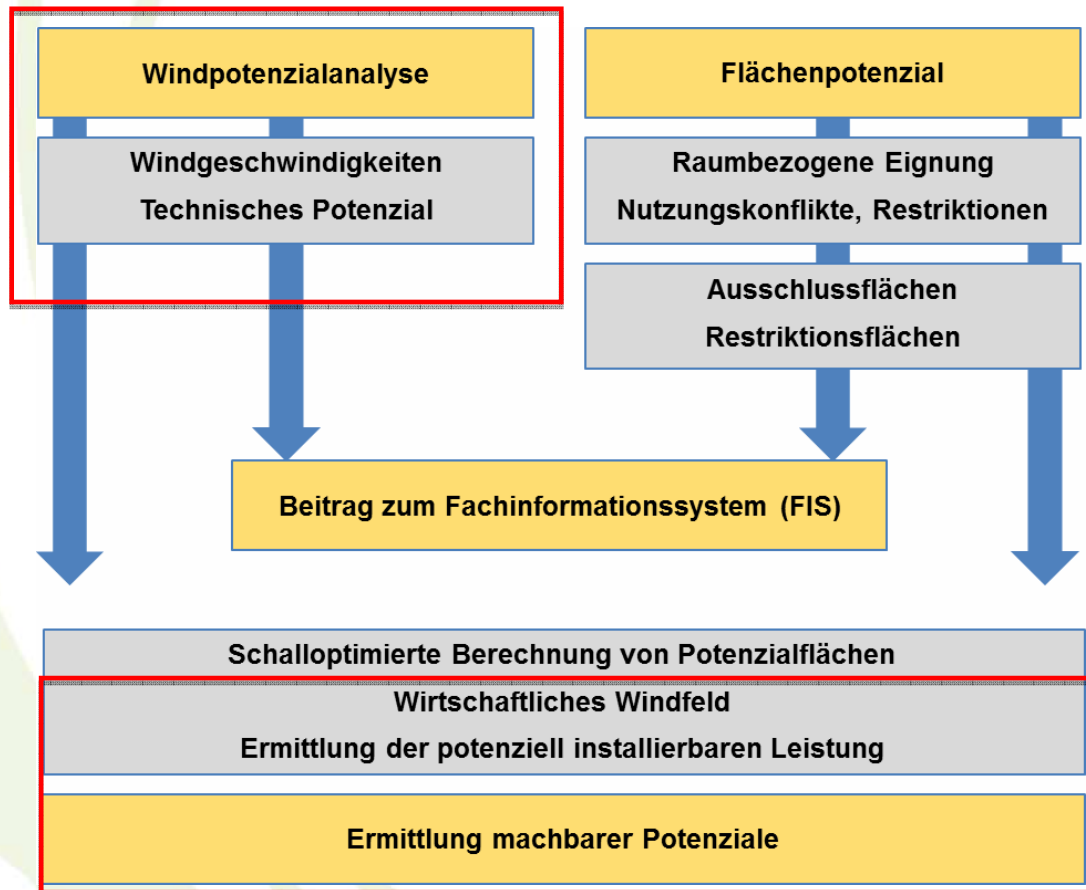 Windpotenzialanalyse
Windgeschwindigkeiten
Technisches Potenzial
Flächenpotenzial
Raumbezogene Eignung
Nutzungskonflikte, Restriktionen
Ausschlussflächen
Restriktionsflächen
Beitrag zum Fachinformationssystem (FIS)
Schalloptimierte Berechnung von Potenzialflächen
Wirtschaftliches Windfeld
Ermittlung der potenziell installierbaren Leistung
Ermittlung machbarer Potenziale